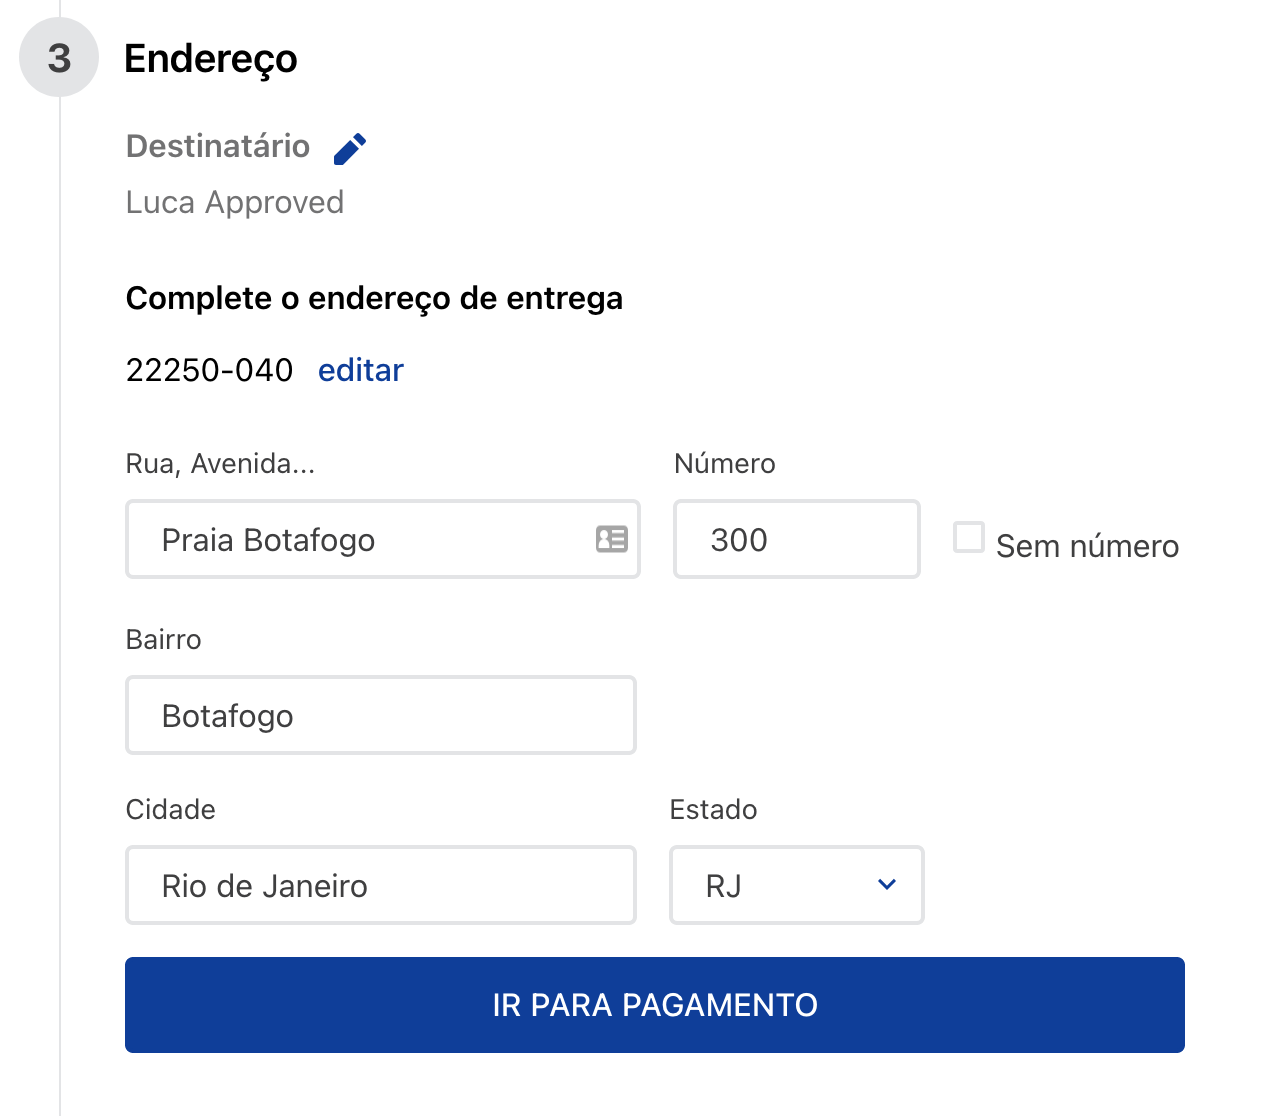 3
Endereço
Destinatário
Luca Approved
Complete o endereço de entrega
22250-040 editar
Rua, Avenida... Número
Praia Botafogo 300 Sem número
Bairro
Botafogo
Cidade Estado
Rio de Janeiro RJ
IR PARA PAGAMENTO